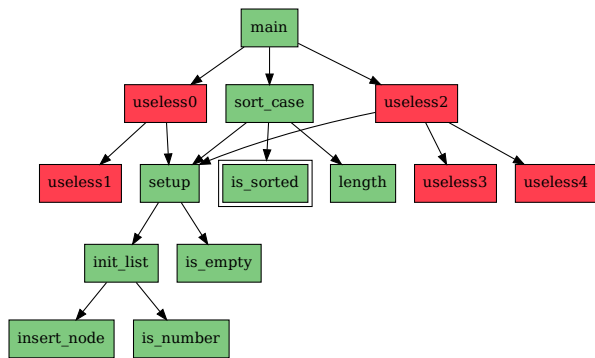 main
useless0
sort_case
useless2
useless1
setup
is_sorted
length
useless3
useless4
init_list
is_empty
insert_node
is_number